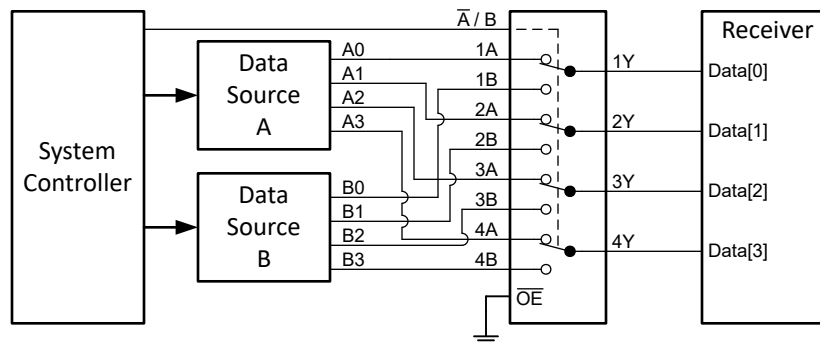 System
Controller
Data
Source
A
A0
A1
A2
A3
Data
Source
B
B0
B1
B2
B3
A̅ / B
1A
1B
2A
2B
3A
3B
4A
4B
O̅E̅
1Y
2Y
3Y
4Y
Receiver
Data[0]
Data[1]
Data[2]
Data[3]